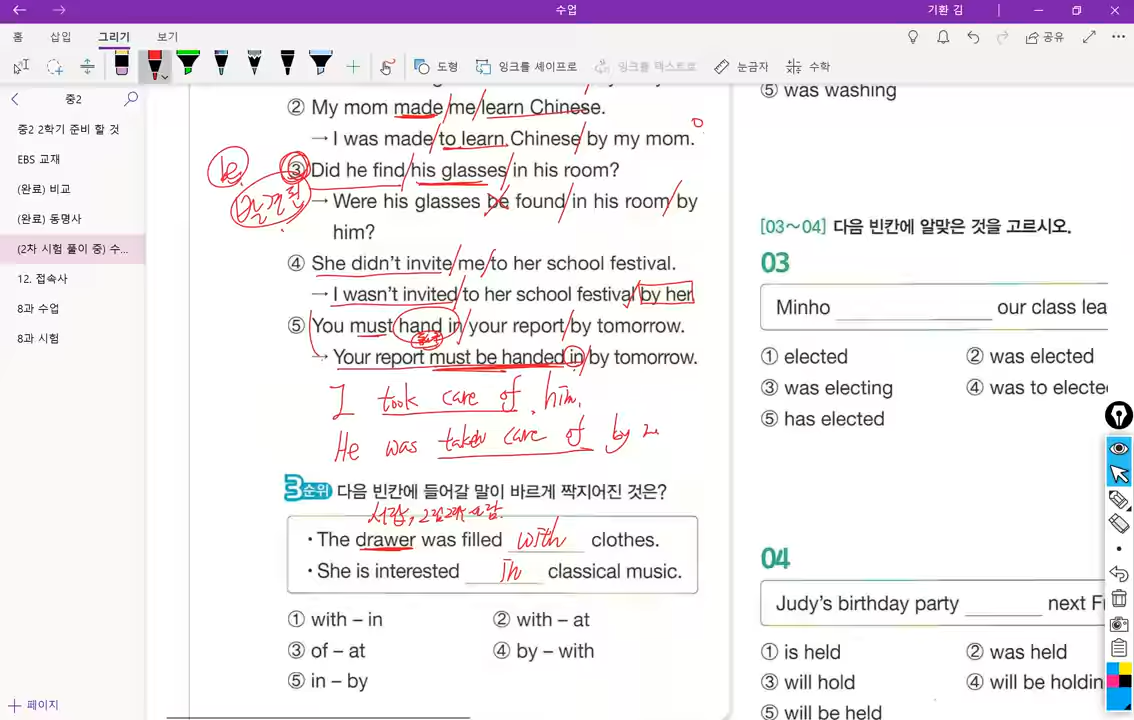 수업
기환 김
홈 삽입 그리기 보기
도형 잉크를 셰이프로 잉크를 텍스트로 눈금자 수학 공유
중2
중2 2학기 준비 할 것
EBS 교재
(완료) 비교
(완료) 동명사
(2차 시험 풀이 중) 수...
12. 접속사
8과 수업
8과 시험
페이지
② My mom made me learn Chinese.
→ I was made to learn Chinese by my mom.
be
③ Did he find his glasses in his room?
발견된
→ Were his glasses be found in his room by
him?
④ She didn't invite me to her school festival.
→ I wasn't invited to her school festival by her
⑤ You must hand in your report by tomorrow.
→ Your report must be handed in by tomorrow.
I took care of him.
He was taken care of by
3순위 다음 빈칸에 들어갈 말이 바르게 짝지어진 것은?
서랍,
• The drawer was filled with clothes.
• She is interested in classical music.
① with – in ② with – at
③ of – at ④ by – with
⑤ in – by
⑤ was washing
[03~04] 다음 빈칸에 알맞은 것을 고르시오.
03
Minho our class lea
① elected ② was elected
③ was electing ④ was to electe
⑤ has elected
04
Judy's birthday party next F
① is held ② was held
③ will hold ④ will be holdin
⑤ will be held